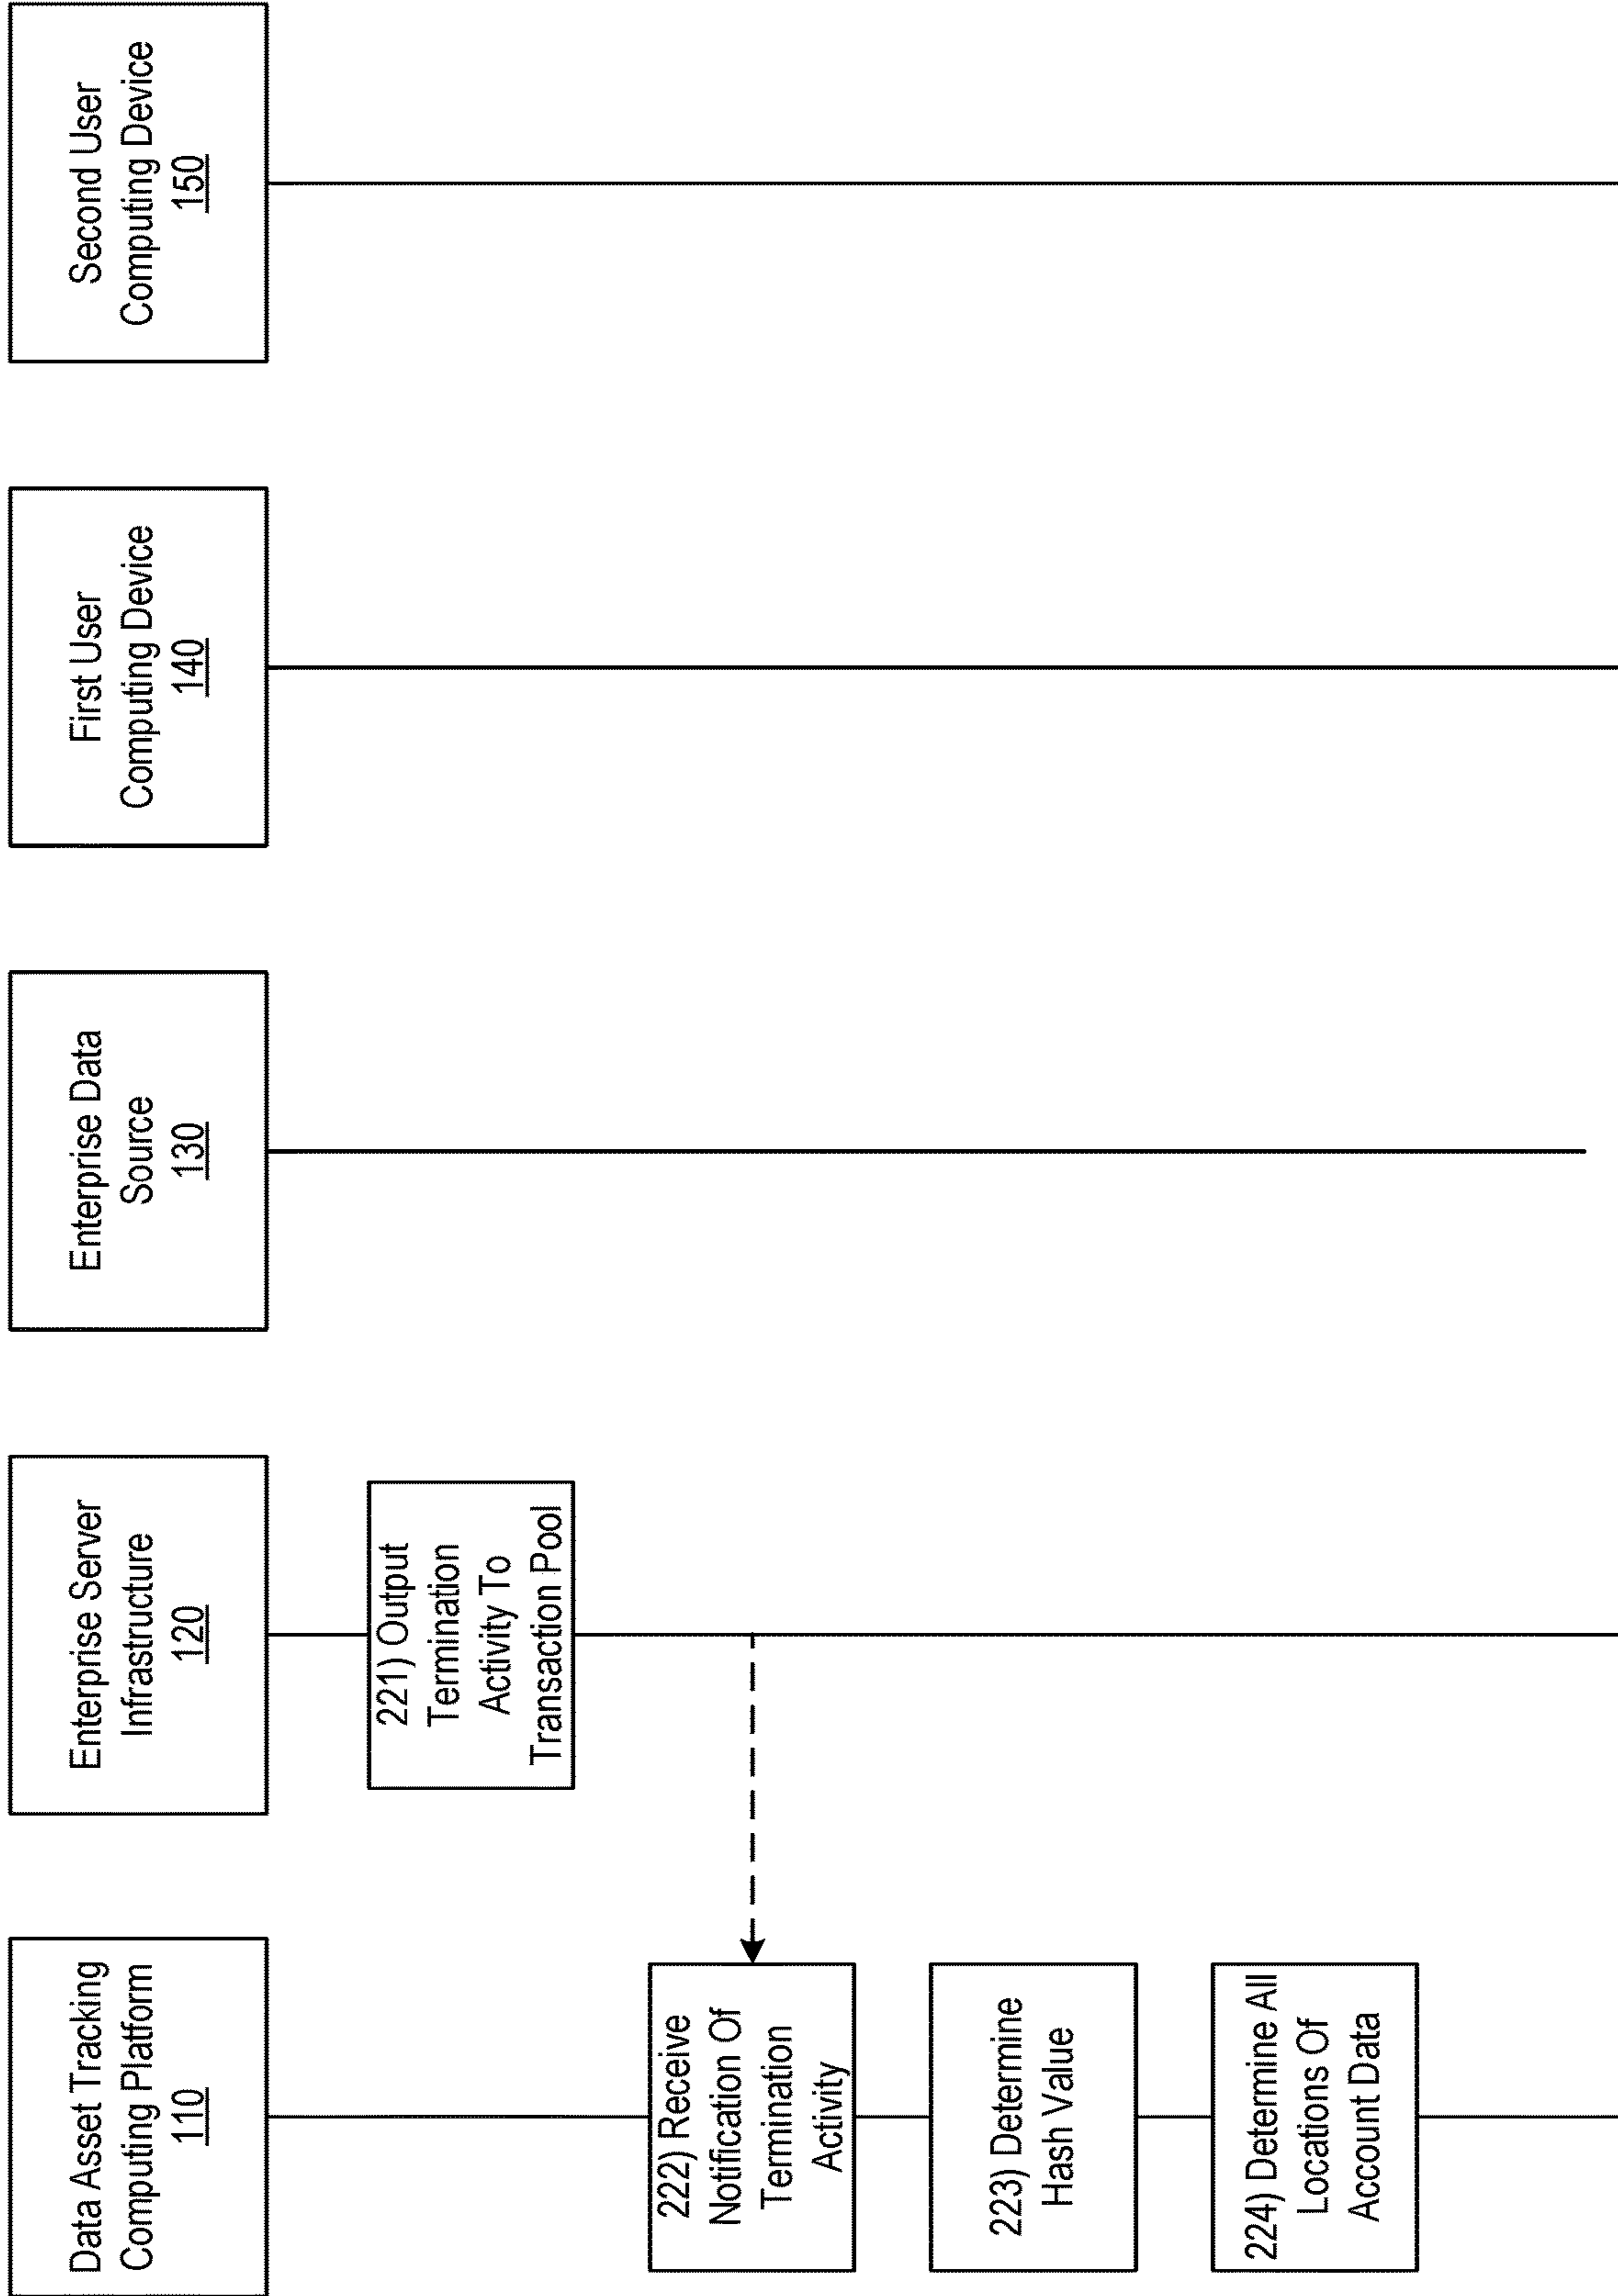 Data Asset Tracking
Computing Platform
110
Enterprise Server
Infrastructure
120
Enterprise Data
Source
130
First User
Computing Device
140
Second User
Computing Device
150
221) Output
Termination
Activity To
Transaction Pool
222) Receive
Notification Of
Termination
Activity
223) Determine
Hash Value
224) Determine All
Locations Of
Account Data